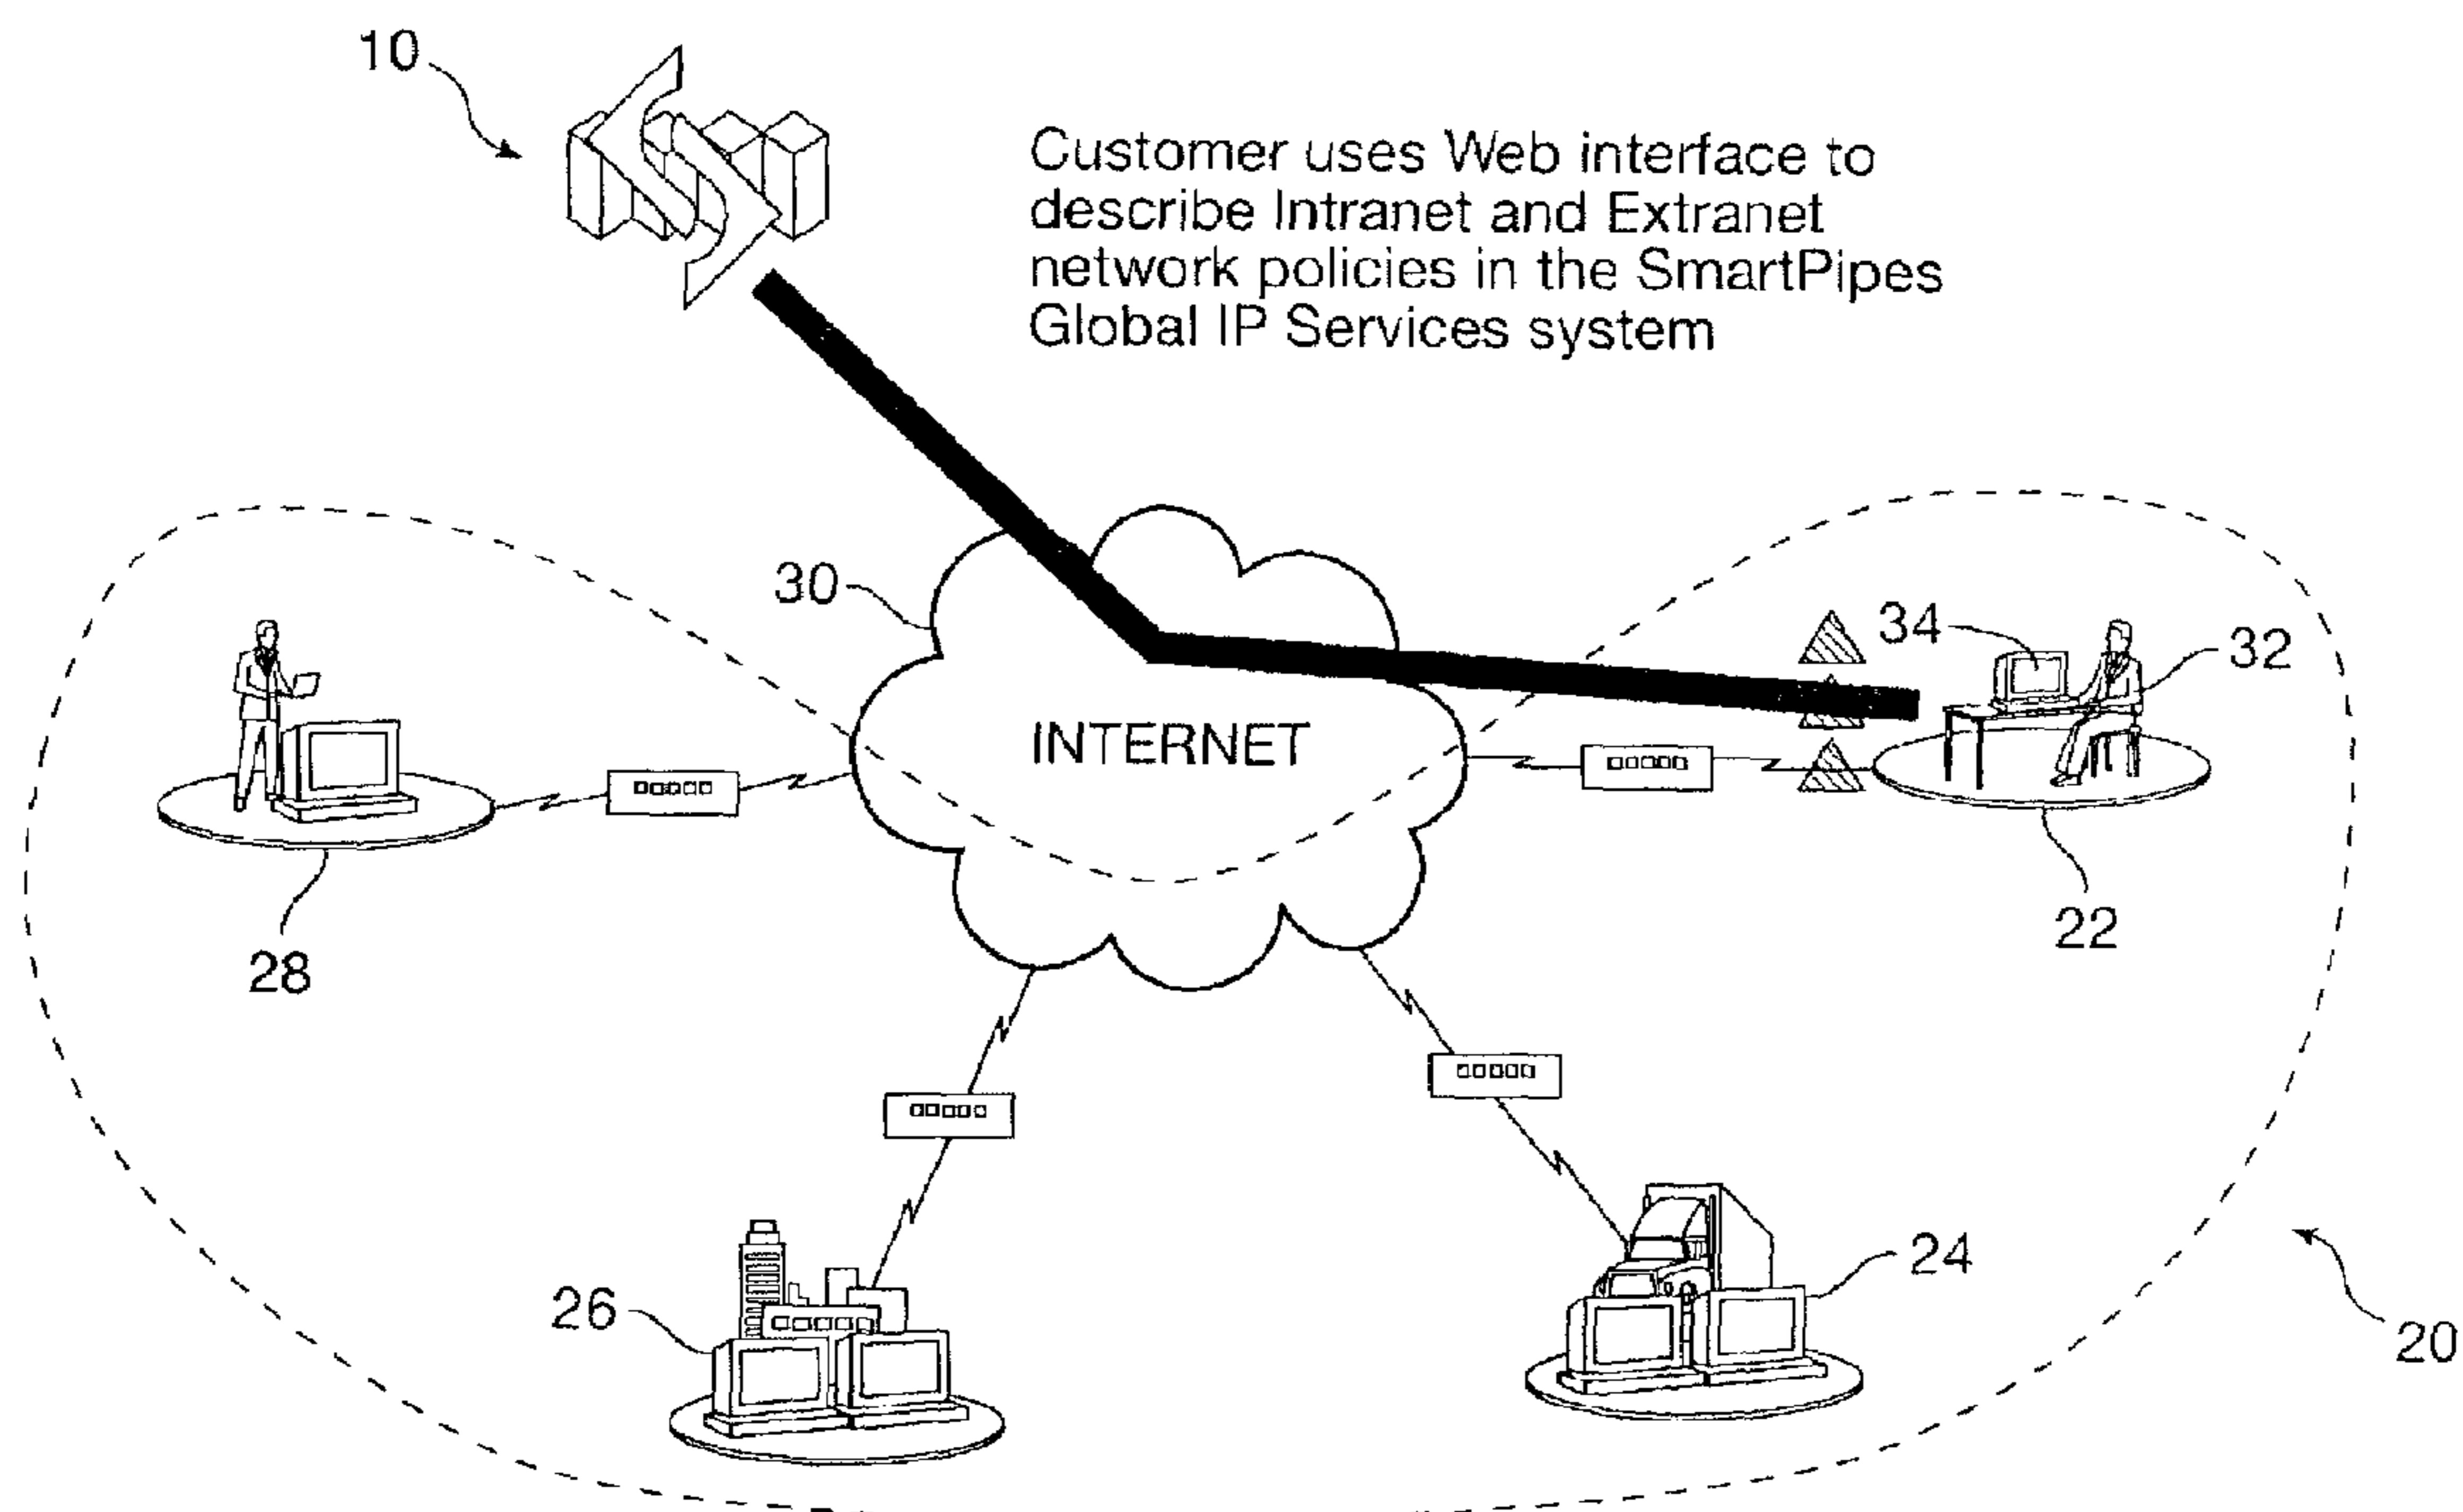 10
Customer uses Web interface to
describe Intranet and Extranet
network policies in the SmartPipes
Global IP Services system
30
34
32
INTERNET
28
22
26
24
20